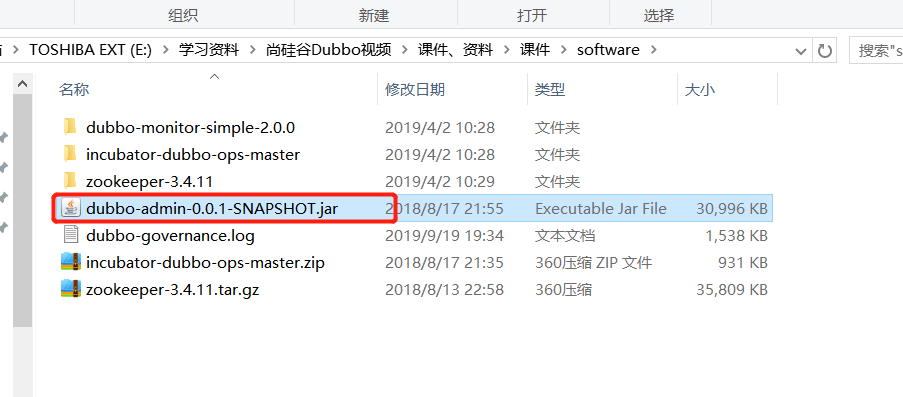 组织 新建 打开 选择
TOSHIBA EXT (E:) > 学习资料 > 尚硅谷Dubbo视频 > 课件、资料 > 课件 > software > 搜索"s
名称 修改日期 类型 大小
dubbo-monitor-simple-2.0.0 2019/4/2 10:28 文件夹
incubator-dubbo-ops-master 2019/4/2 10:28 文件夹
zookeeper-3.4.11 2019/4/2 10:29 文件夹
dubbo-admin-0.0.1-SNAPSHOT.jar 2018/8/17 21:55 Executable Jar File 30,996 KB
dubbo-governance.log 2019/9/19 19:34 文本文档 1,538 KB
incubator-dubbo-ops-master.zip 2018/8/17 21:35 360压缩 ZIP 文件 931 KB
zookeeper-3.4.11.tar.gz 2018/8/13 22:58 360压缩 35,809 KB